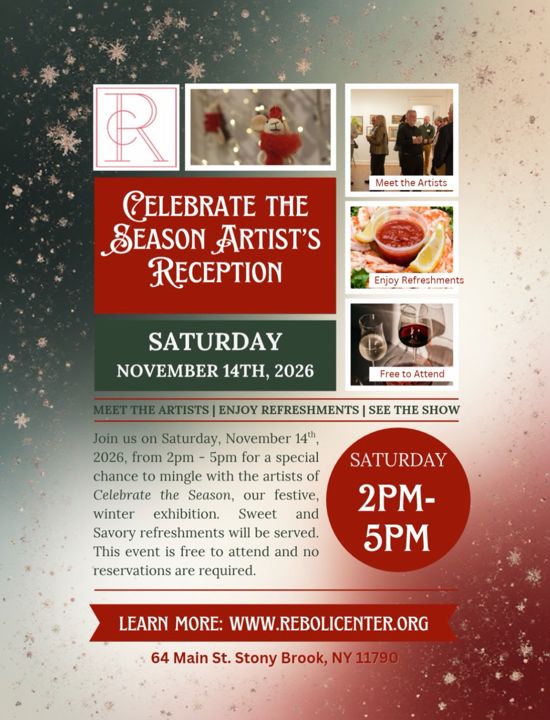 RC
CELEBRATE THE
SEASON ARTIST'S
RECEPTION
Meet the Artists
Enjoy Refreshments
Free to Attend
SATURDAY
NOVEMBER 14TH, 2026
MEET THE ARTISTS | ENJOY REFRESHMENTS | SEE THE SHOW
Join us on Saturday, November 14th,
2026, from 2pm - 5pm for a special
chance to mingle with the artists of
Celebrate the Season, our festive,
winter exhibition. Sweet and
Savory refreshments will be served.
This event is free to attend and no
reservations are required.
SATURDAY
2PM-
5PM
LEARN MORE: WWW.REBOLICENTER.ORG
64 Main St. Stony Brook, NY 11790